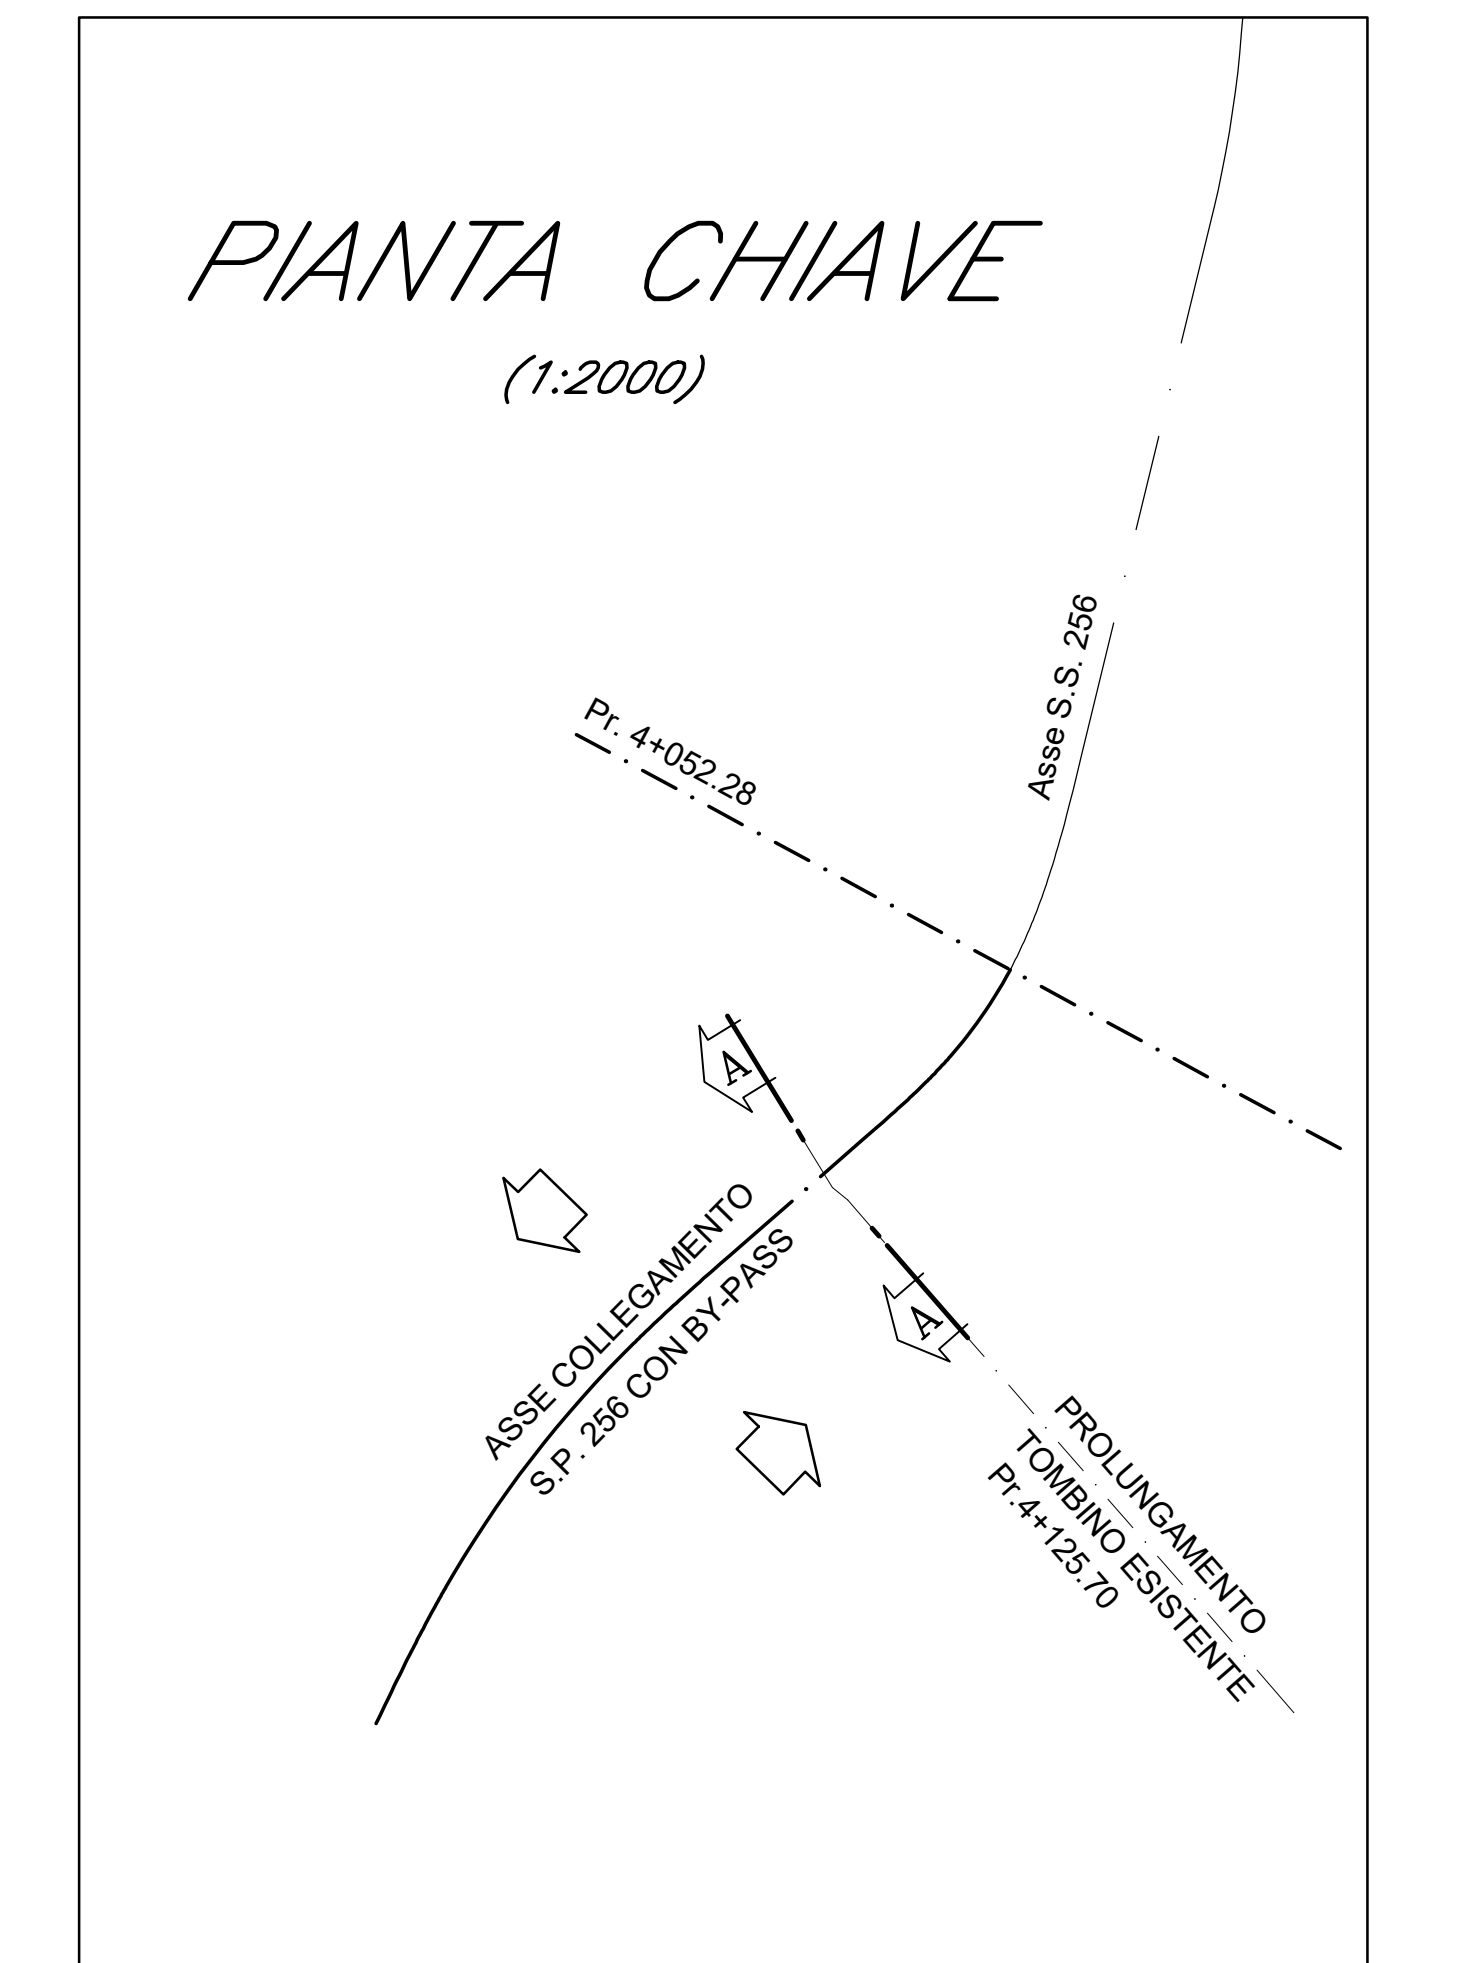 PIANTA CHIAVE
(1:2000)
Asse S.S. 256
Pr. 4+052.28
A
ASSE COLLEGAMENTO
S.P. 256 CON BY-PASS
A
PROLUNGAMENTO
TOMBINO ESISTENTE
Pr.4+125.70